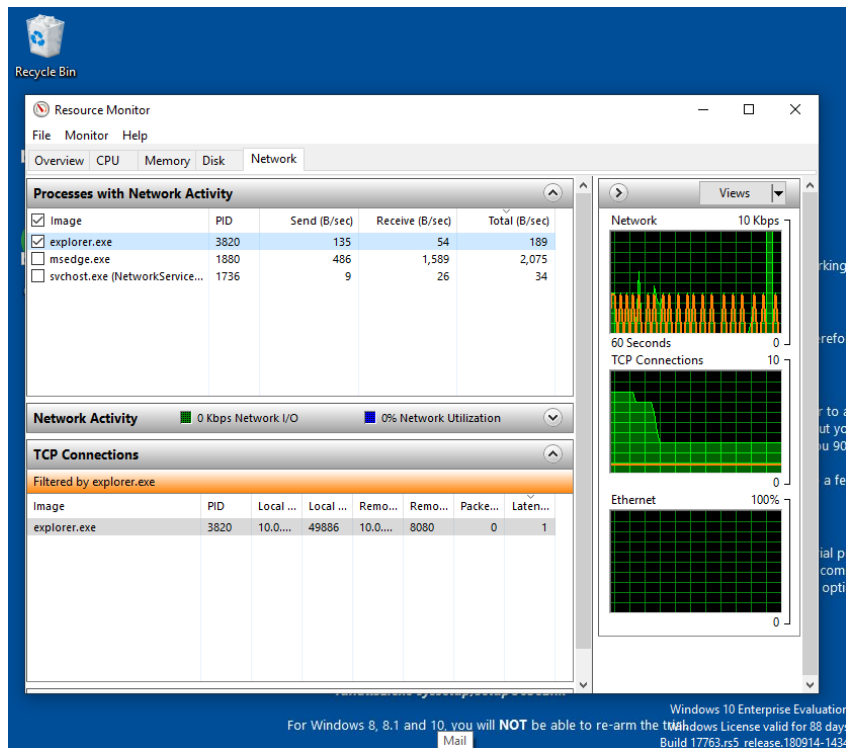 Recycle Bin
Resource Monitor
File Monitor Help
Overview CPU Memory Disk Network
Processes with Network Activity
Image PID Send (B/sec) Receive (B/sec) Total (B/sec)
explorer.exe 3820 135 54 189
msedge.exe 1880 486 1,589 2,075
svchost.exe (NetworkService... 1736 9 26 34
Network Activity 0 Kbps Network I/O 0% Network Utilization
TCP Connections
Filtered by explorer.exe
Image PID Local ... Local ... Remo... Remo... Packe... Laten...
explorer.exe 3820 10.0.... 49886 10.0.... 8080 0 1
Views
Network 10 Kbps
60 Seconds 0
TCP Connections 10
0
Ethernet 100%
0
For Windows 8, 8.1 and 10, you will NOT be able to re-arm the trial.
Mail
Windows 10 Enterprise Evaluation
Windows License valid for 88 days
Build 17763.rs5_release.180914-1434